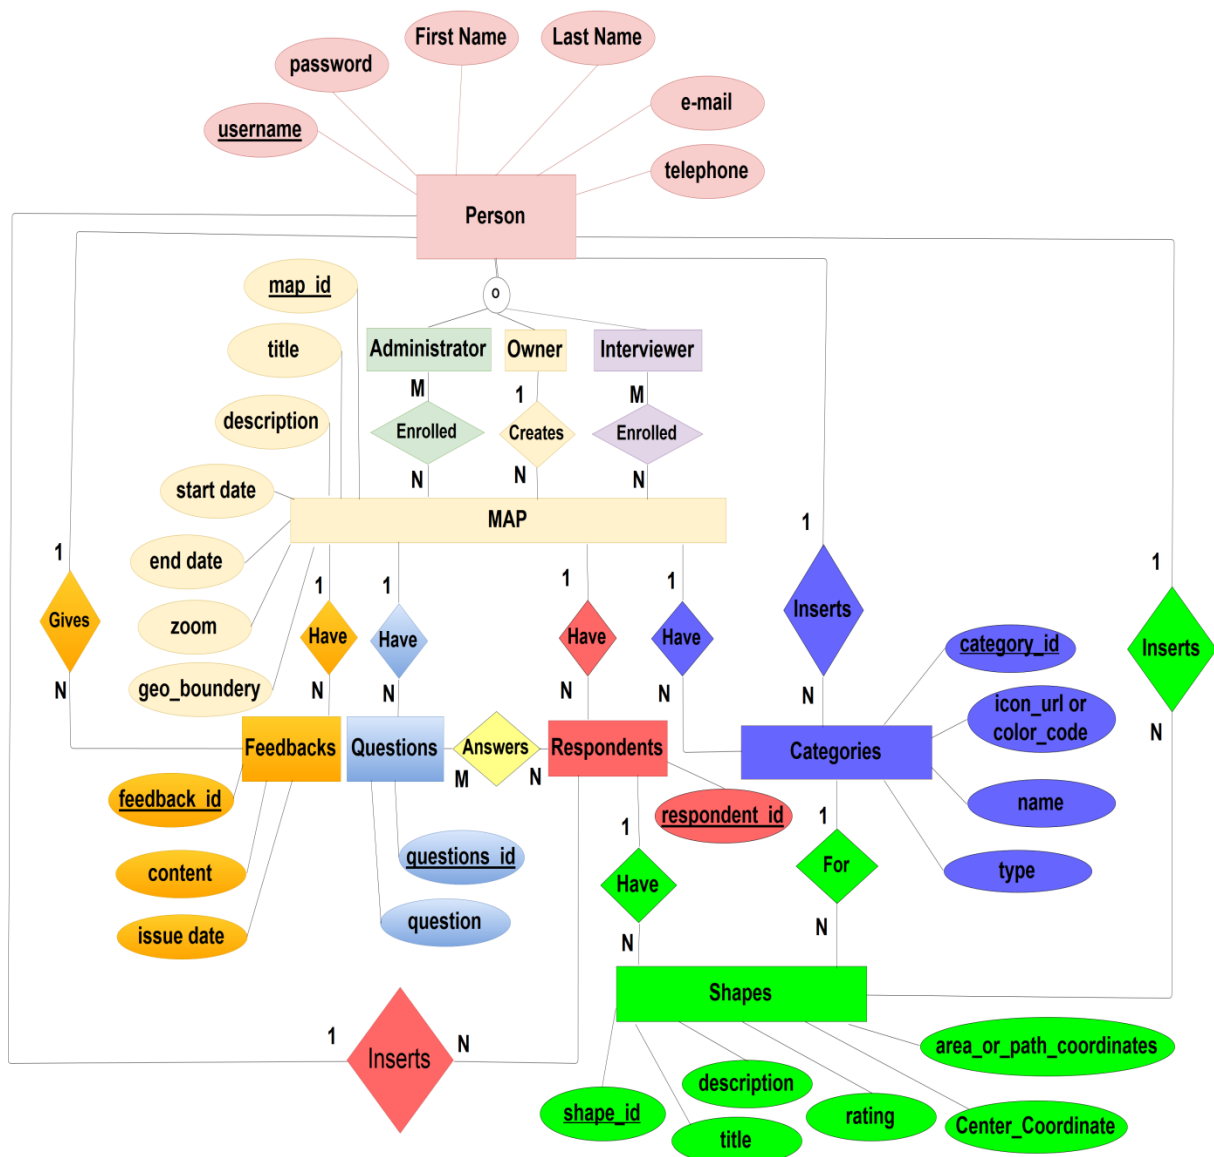 First Name
Last Name
password
e-mail
username
telephone
Person
map_id
O
title
Administrator
Owner
Interviewer
M
1
M
description
Enrolled
Creates
Enrolled
N
N
N
start date
MAP
1
end date
1
1
1
1
1
1
Gives
zoom
Have
Have
Have
Have
Inserts
Inserts
category_id
N
geo_boundery
N
N
N
N
N
icon_url or
color_code
Feedbacks
Questions
Answers
Respondents
Categories
N
M
N
feedback_id
respondent_id
name
1
1
content
questions_id
Have
For
type
issue date
question
N
N
Shapes
1
N
Inserts
area_or_path_coordinates
description
shape_id
rating
Center_Coordinate
title